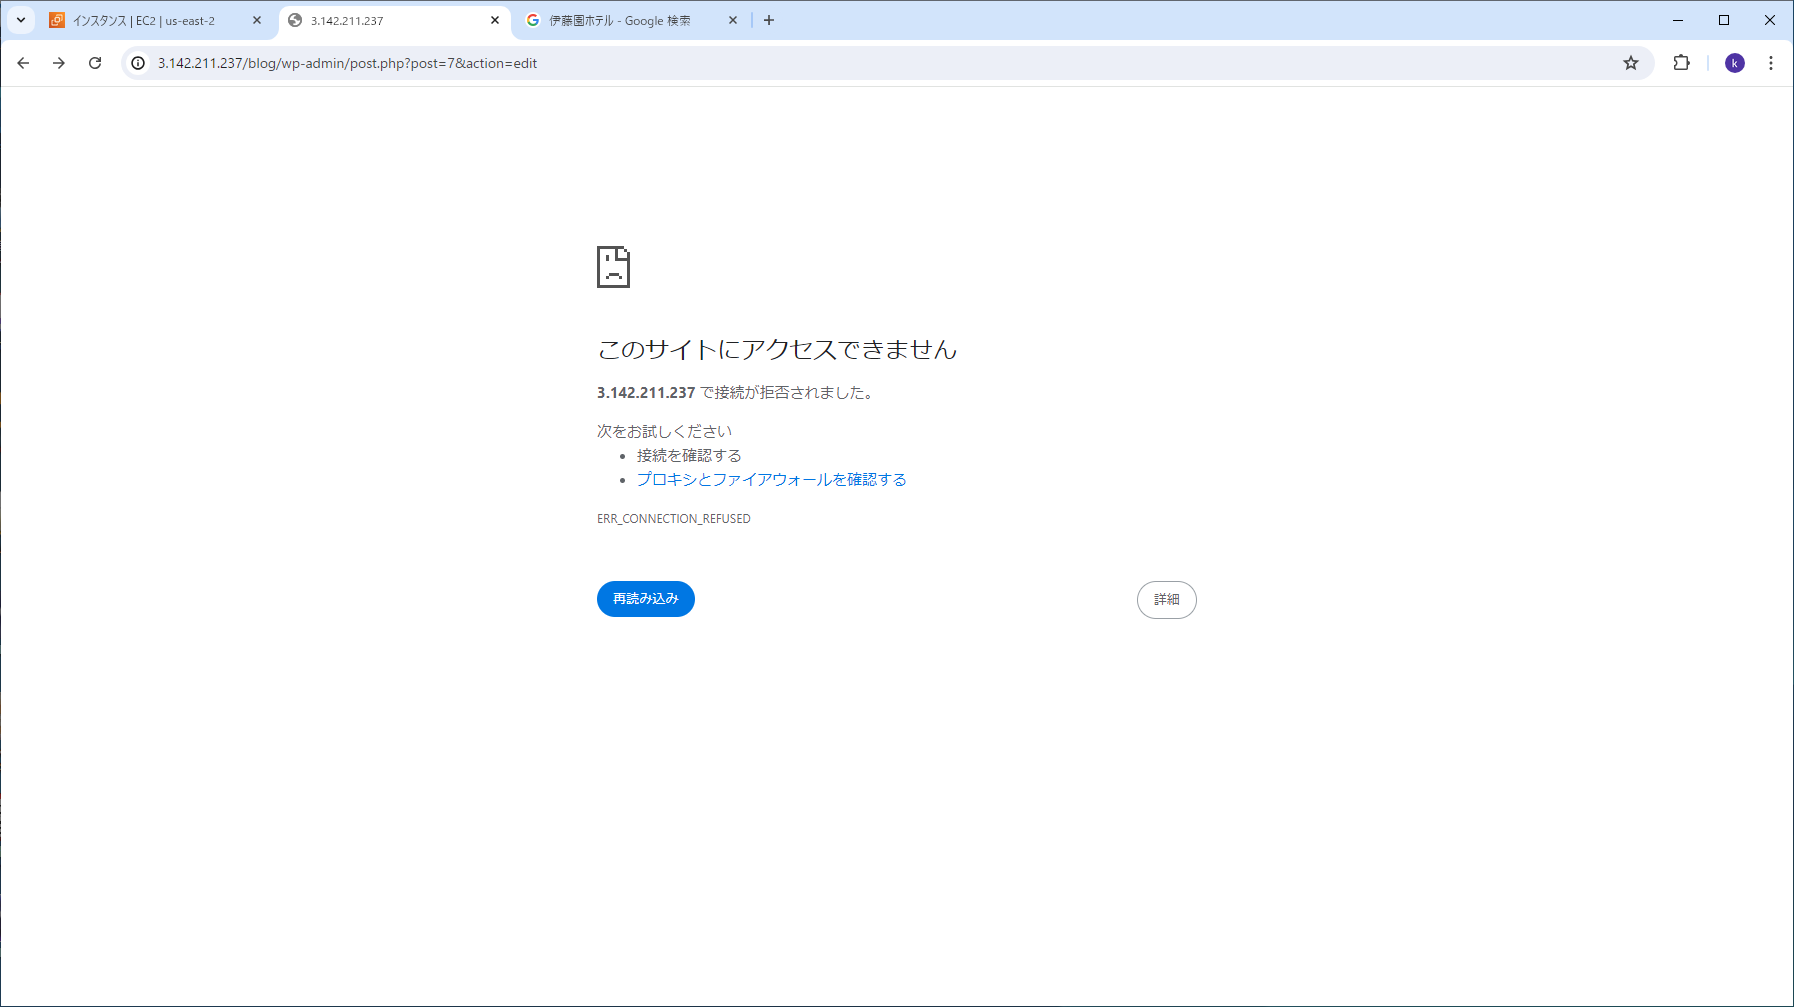 インスタンス | EC2 | us-east-2
3.142.211.237
伊藤園ホテル - Google 検索
3.142.211.237/blog/wp-admin/post.php?post=7&action=edit
k
このサイトにアクセスできません
3.142.211.237 で接続が拒否されました。
次をお試しください
• 接続を確認する
• プロキシとファイアウォールを確認する
ERR_CONNECTION_REFUSED
再読み込み
詳細